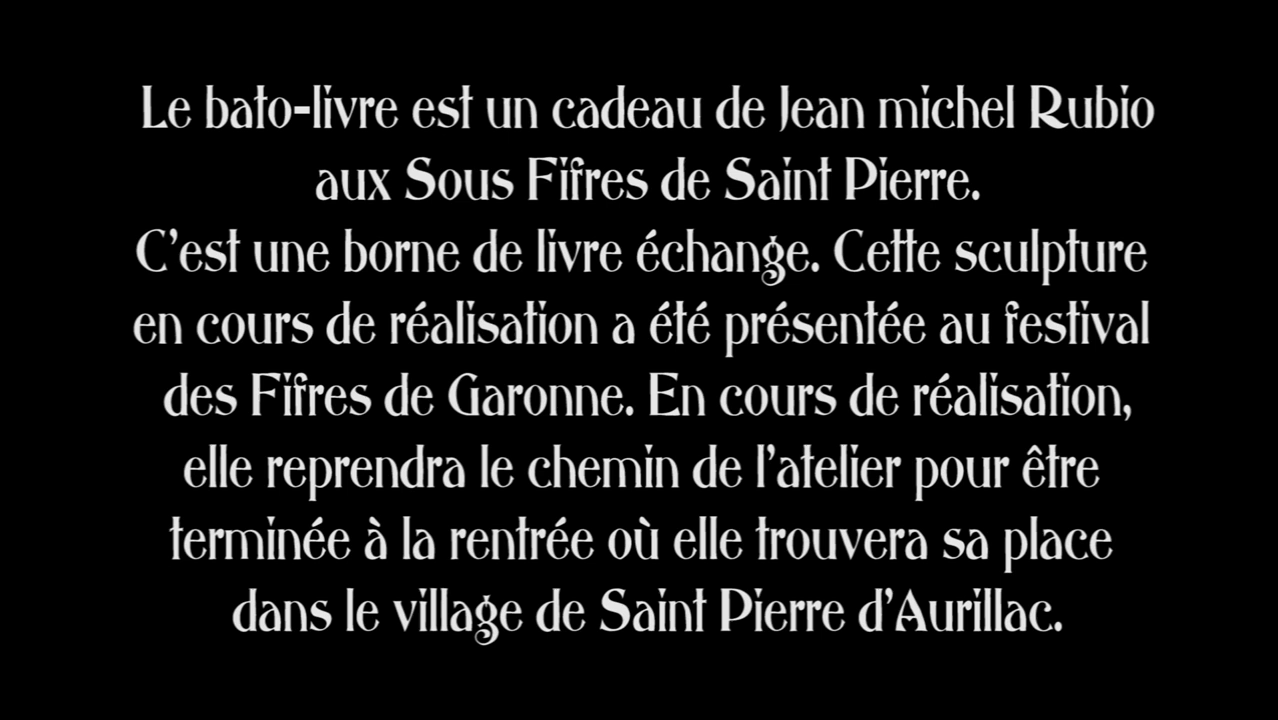 Le bato-livre est un cadeau de Jean michel Rubio
aux Sous Fifres de Saint Pierre.
C'est une borne de livre échange. Cette sculpture
en cours de réalisation a été présentée au festival
des Fifres de Garonne. En cours de réalisation,
elle reprendra le chemin de l'atelier pour être
terminée à la rentrée où elle trouvera sa place
dans le village de Saint Pierre d'Aurillac.